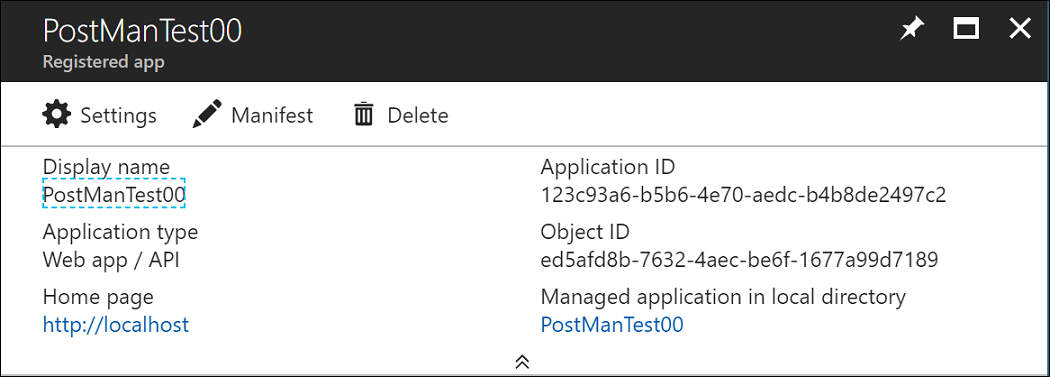 PostManTest00
Registered app
Settings Manifest Delete
Display name
PostManTest00
Application type
Web app / API
Home page
http://localhost
Application ID
123c93a6-b5b6-4e70-aedc-b4b8de2497c2
Object ID
ed5afd8b-7632-4aec-be6f-1677a99d7189
Managed application in local directory
PostManTest00